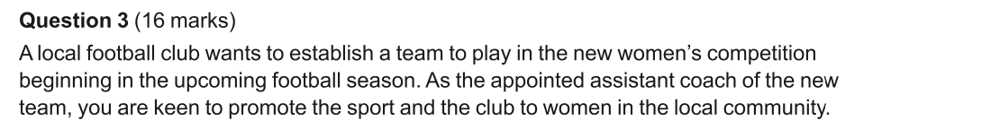 Question 3 (16 marks)
A local football club wants to establish a team to play in the new women’s competition
beginning in the upcoming football season. As the appointed assistant coach of the new
team, you are keen to promote the sport and the club to women in the local community.